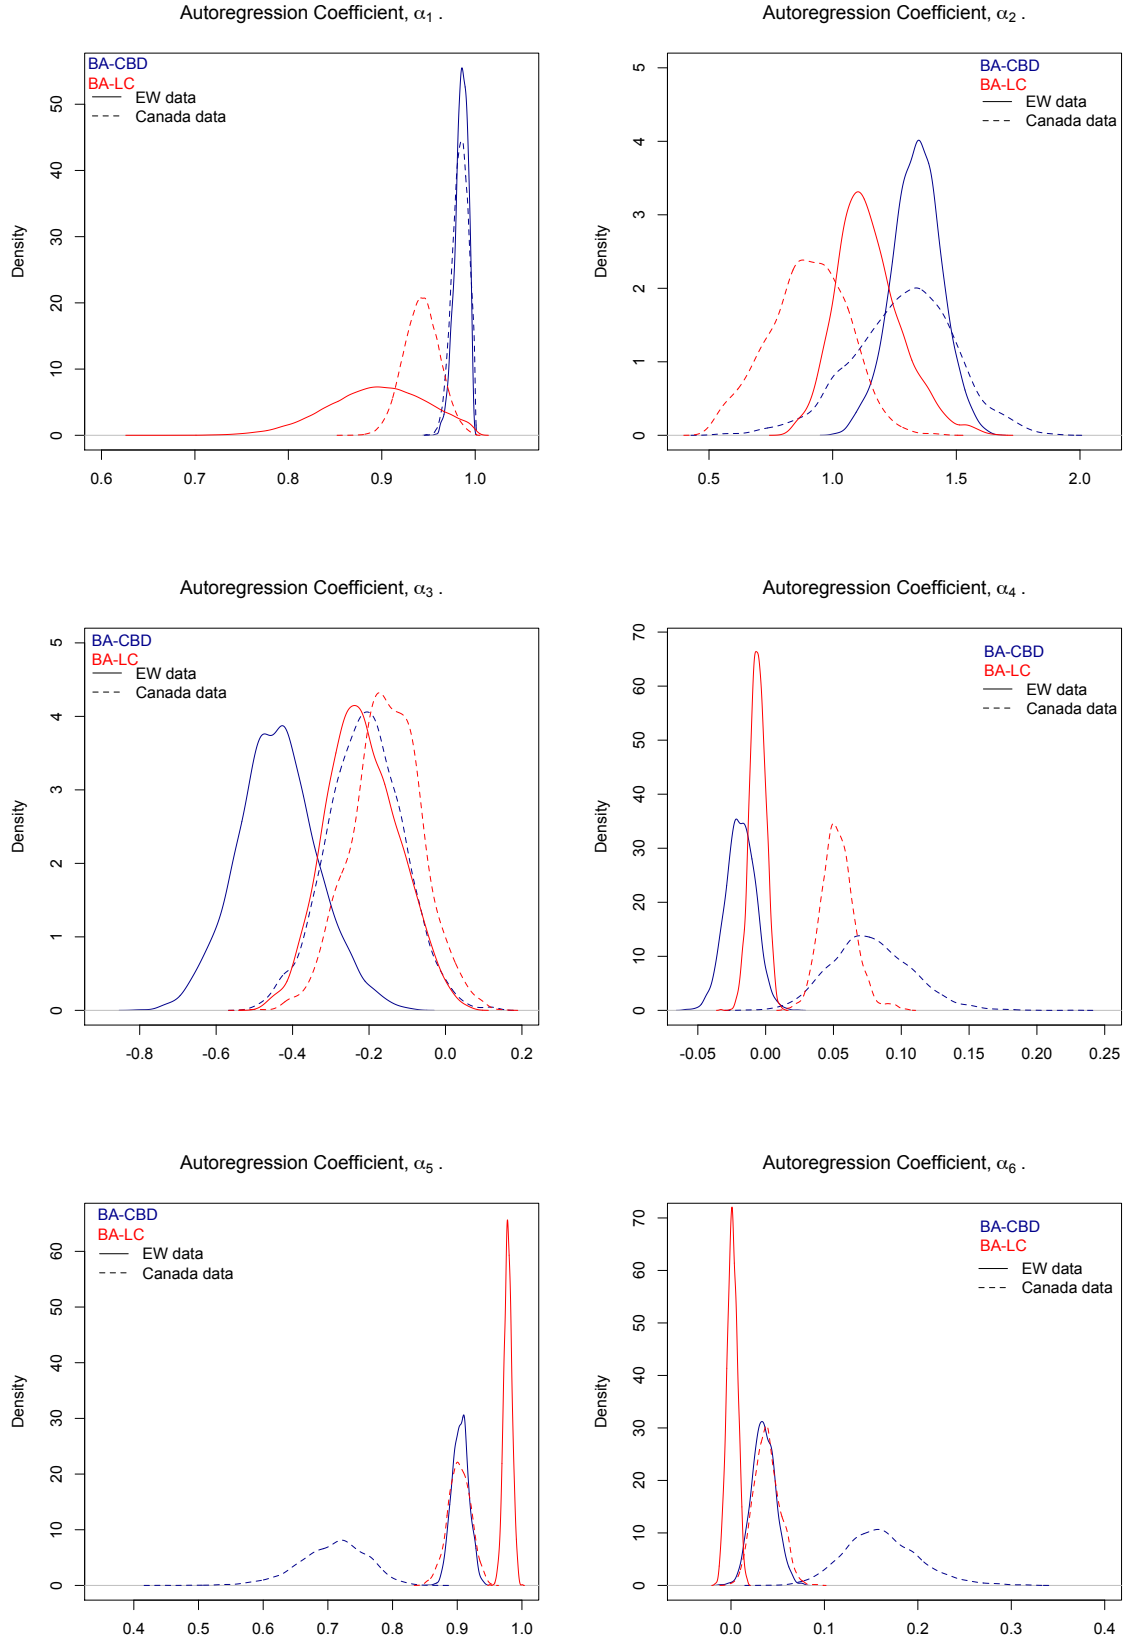 Autoregression Coefficient, α1 .
BA-CBD
BA-LC
EW data
Canada data
Density
0 10 20 30 40 50
0.6 0.7 0.8 0.9 1.0
Autoregression Coefficient, α2 .
BA-CBD
BA-LC
EW data
Canada data
Density
0 1 2 3 4 5
0.5 1.0 1.5 2.0
Autoregression Coefficient, α3 .
BA-CBD
BA-LC
EW data
Canada data
Density
0 1 2 3 4 5
-0.8 -0.6 -0.4 -0.2 0.0 0.2
Autoregression Coefficient, α4 .
BA-CBD
BA-LC
EW data
Canada data
Density
0 10 20 30 40 50 60 70
-0.05 0.00 0.05 0.10 0.15 0.20 0.25
Autoregression Coefficient, α5 .
BA-CBD
BA-LC
EW data
Canada data
Density
0 10 20 30 40 50 60
0.4 0.5 0.6 0.7 0.8 0.9 1.0
Autoregression Coefficient, α6 .
BA-CBD
BA-LC
EW data
Canada data
Density
0 10 20 30 40 50 60 70
0.0 0.1 0.2 0.3 0.4